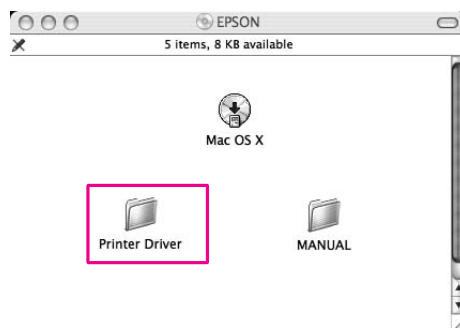 EPSON
5 items, 8 KB available
Mac OS X
Printer Driver
MANUAL